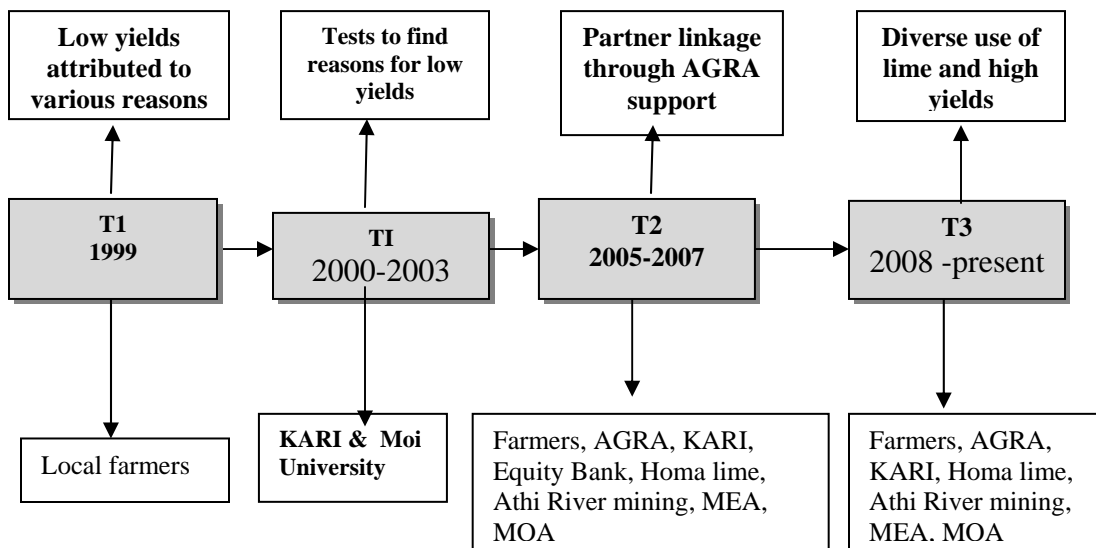 Low yields
attributed to
various reasons
Tests to find
reasons for low
yields
Partner linkage
through AGRA
support
Diverse use of
lime and high
yields
T1
1999
TI
2000-2003
T2
2005-2007
T3
2008 -present
Local farmers
KARI & Moi
University
Farmers, AGRA, KARI,
Equity Bank, Homa lime,
Athi River mining, MEA,
MOA
Farmers, AGRA,
KARI, Homa lime,
Athi River mining,
MEA, MOA